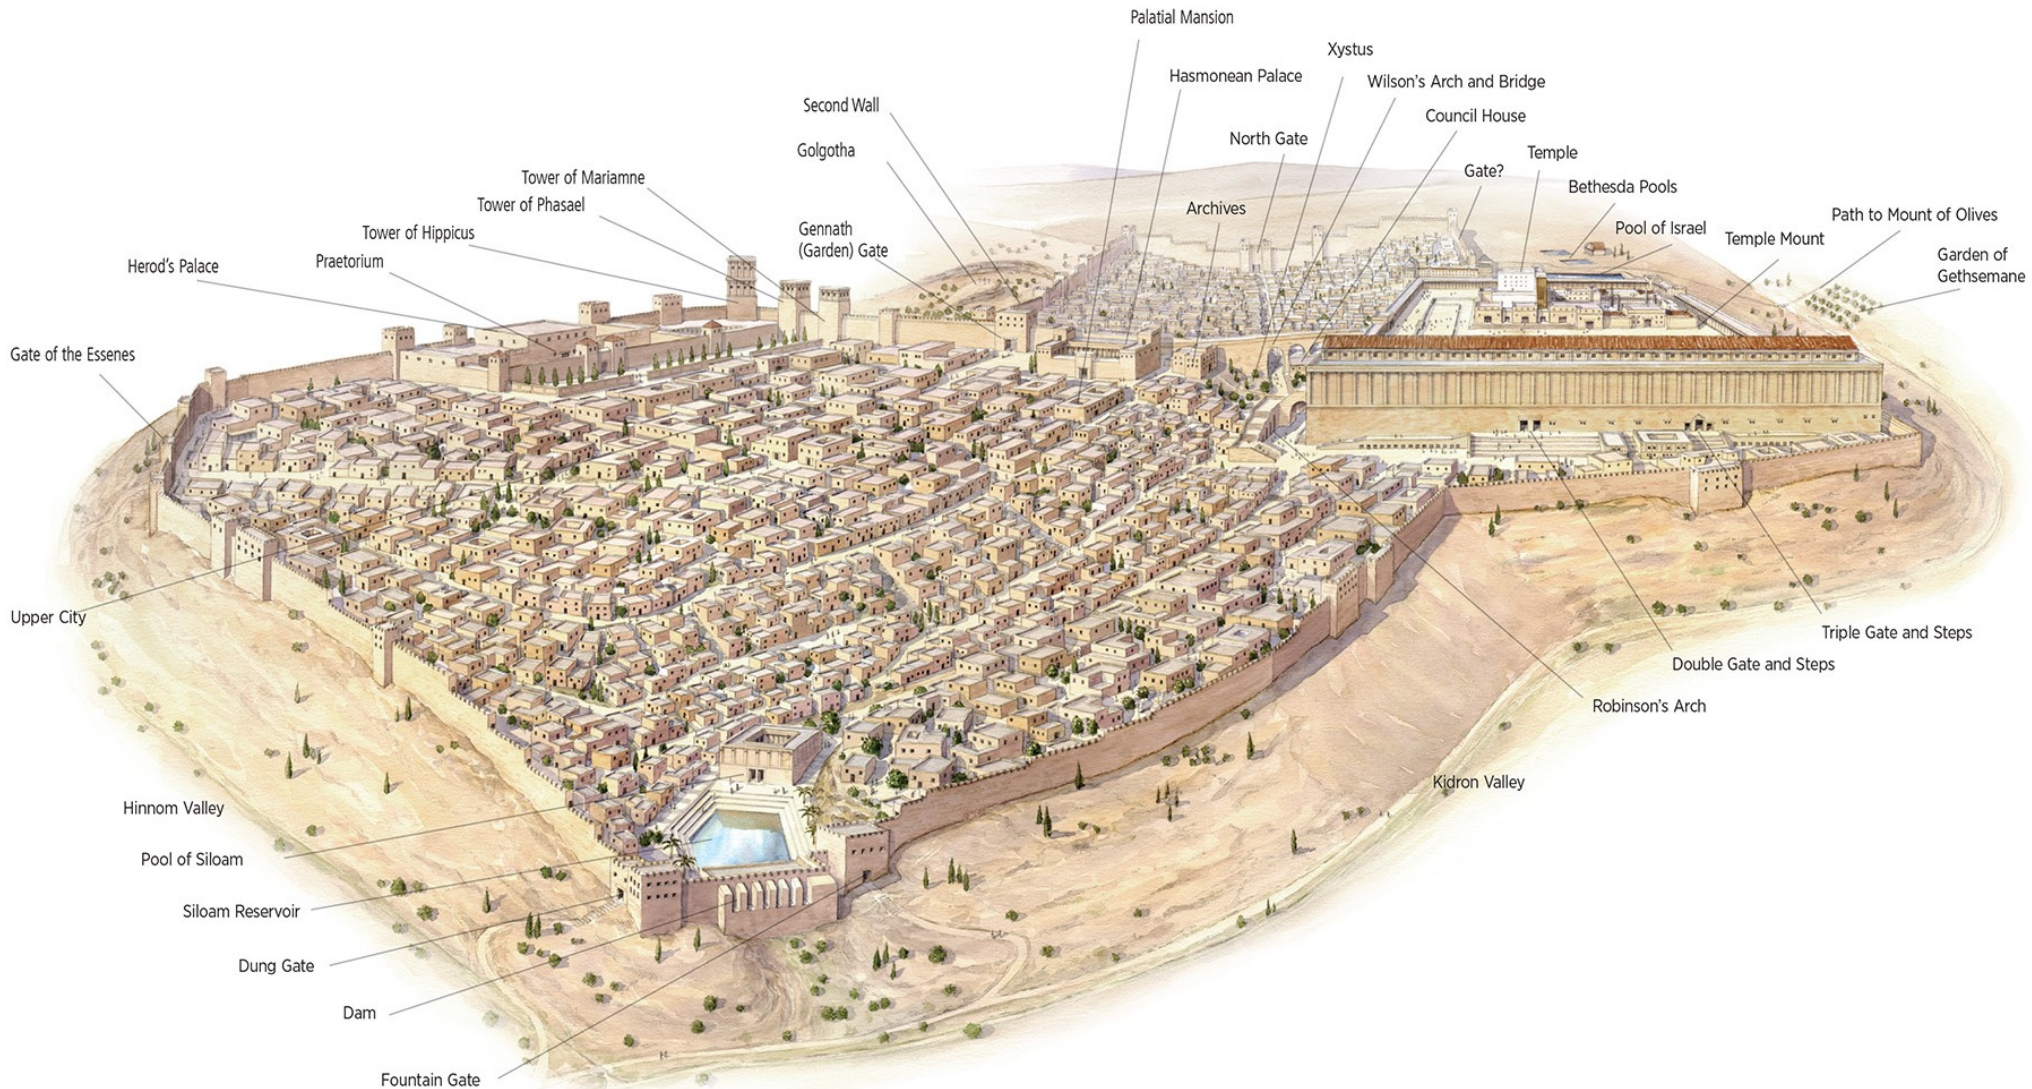 Palatial Mansion
Xystus
Hasmonean Palace
Wilson's Arch and Bridge
Second Wall
Council House
North Gate
Golgotha
Temple
Gate?
Tower of Mariamne
Bethesda Pools
Tower of Phasael
Archives
Path to Mount of Olives
Gennath
(Garden) Gate
Pool of Israel
Tower of Hippicus
Temple Mount
Garden of
Gethsemane
Praetorium
Herod's Palace
Gate of the Essenes
Upper City
Triple Gate and Steps
Double Gate and Steps
Robinson's Arch
Kidron Valley
Hinnom Valley
Pool of Siloam
Siloam Reservoir
Dung Gate
Dam
Fountain Gate